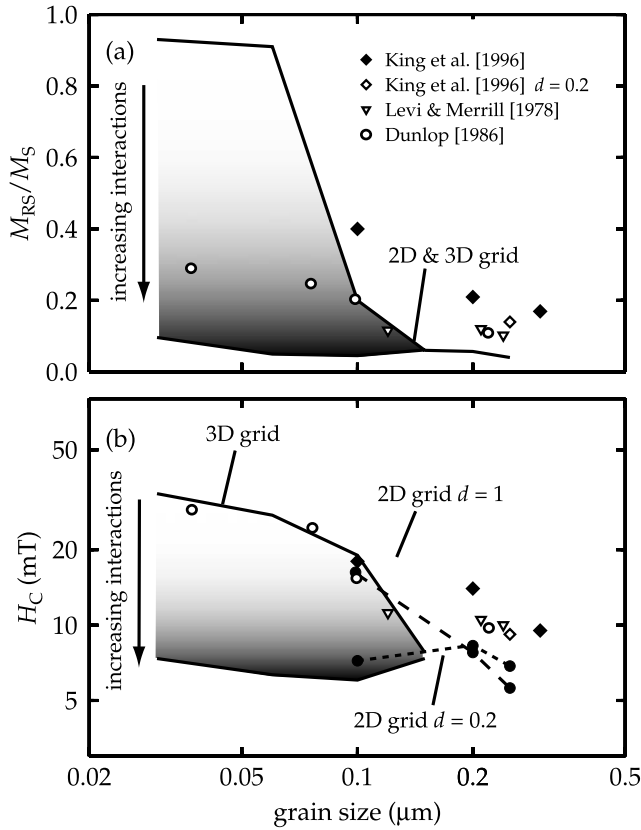 1.0
0.8
0.6
0.4
0.2
0.0
M_RS/M_S
(a)
increasing interactions
King et al. [1996]
King et al. [1996] d = 0.2
Levi & Merrill [1978]
Dunlop [1986]
2D & 3D grid
50
20
10
5
H_C (mT)
(b)
increasing interactions
3D grid
2D grid d = 1
2D grid d = 0.2
0.02 0.05 0.1 0.2 0.5
grain size (μm)